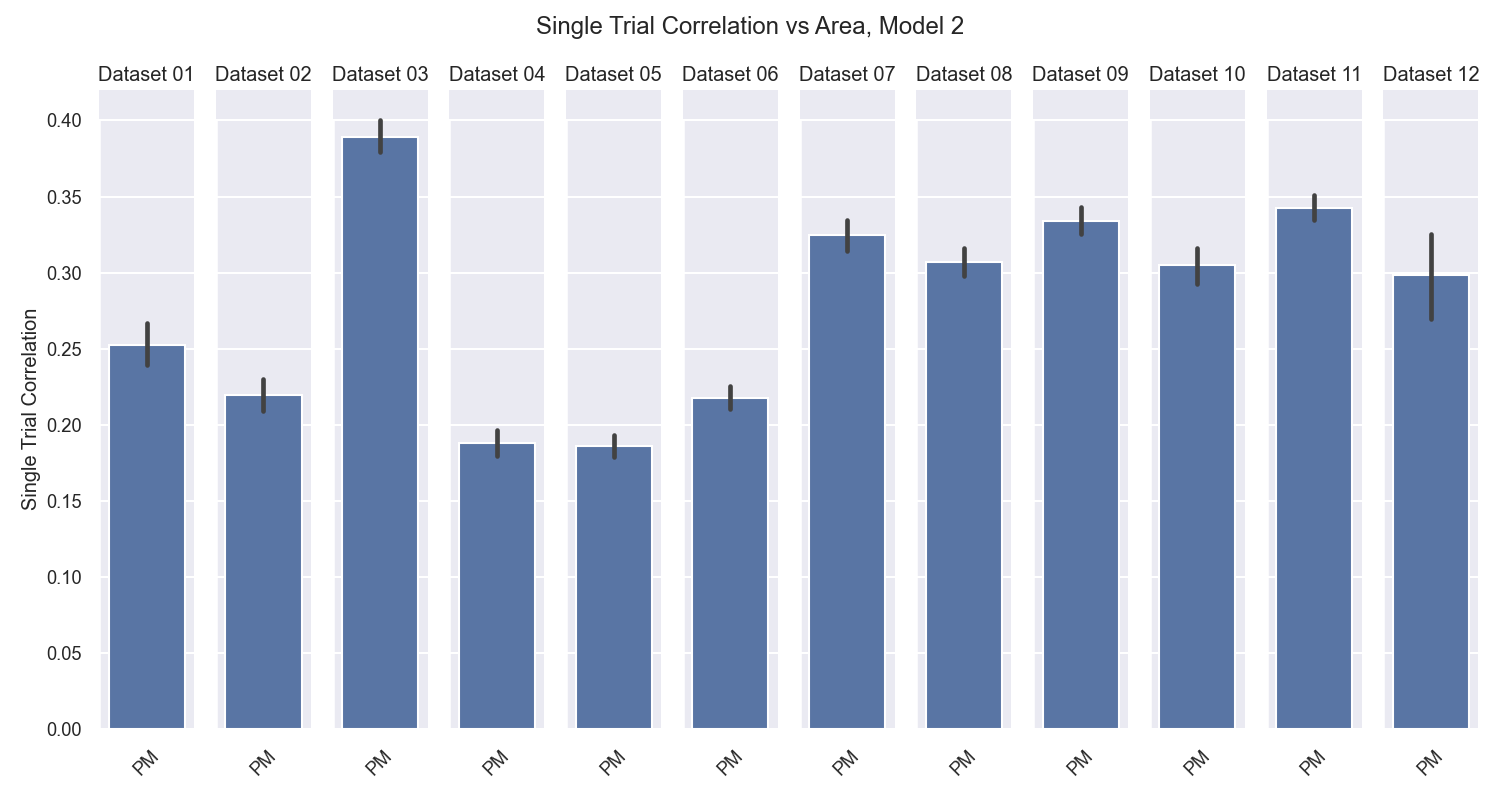 Single Trial Correlation vs Area, Model 2
Dataset 01
Dataset 02
Dataset 03
Dataset 04
Dataset 05
Dataset 06
Dataset 07
Dataset 08
Dataset 09
Dataset 10
Dataset 11
Dataset 12
Single Trial Correlation
0.40
0.35
0.30
0.25
0.20
0.15
0.10
0.05
0.00
PM
PM
PM
PM
PM
PM
PM
PM
PM
PM
PM
PM